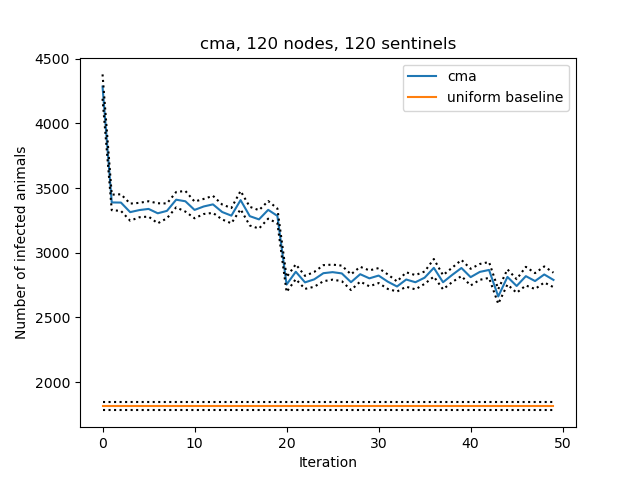 cma, 120 nodes, 120 sentinels
4500
4000
3500
3000
2500
2000
Number of infected animals
cma
uniform baseline
0
10
20
30
40
50
Iteration